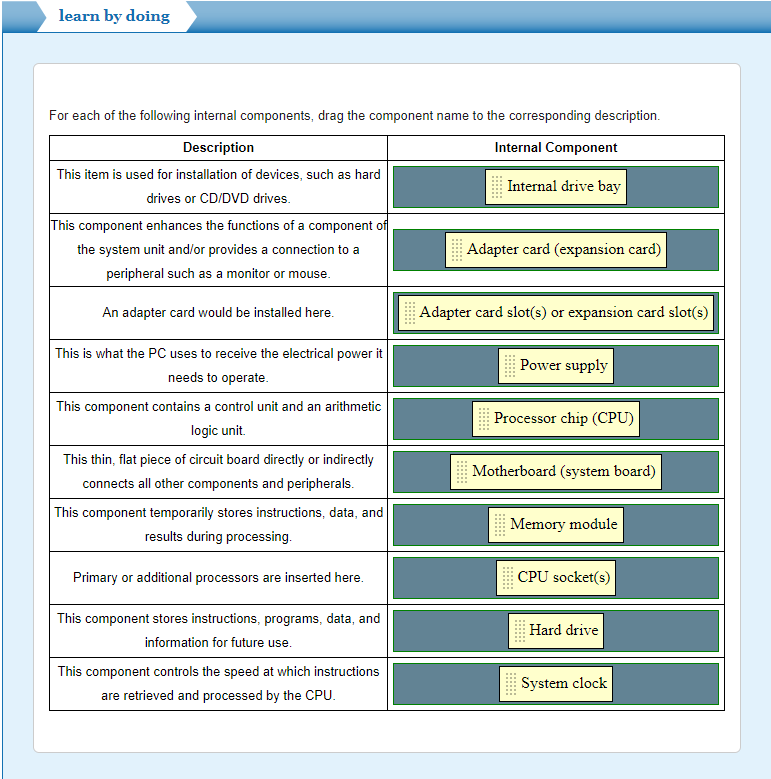 learn by doing
For each of the following internal components, drag the component name to the corresponding description.
Description
Internal Component
This item is used for installation of devices, such as hard
drives or CD/DVD drives.
Internal drive bay
This component enhances the functions of a component of
the system unit and/or provides a connection to a
peripheral such as a monitor or mouse.
Adapter card (expansion card)
An adapter card would be installed here.
Adapter card slot(s) or expansion card slot(s)
This is what the PC uses to receive the electrical power it
needs to operate.
Power supply
This component contains a control unit and an arithmetic
logic unit.
Processor chip (CPU)
This thin, flat piece of circuit board directly or indirectly
connects all other components and peripherals.
Motherboard (system board)
This component temporarily stores instructions, data, and
results during processing.
Memory module
Primary or additional processors are inserted here.
CPU socket(s)
This component stores instructions, programs, data, and
information for future use.
Hard drive
This component controls the speed at which instructions
are retrieved and processed by the CPU.
System clock